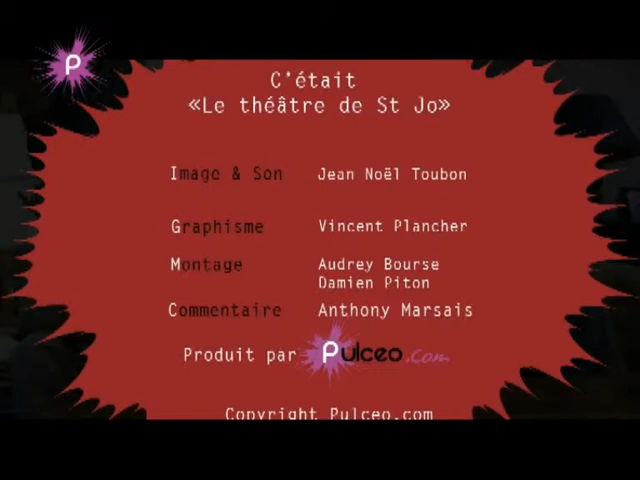 P
C'était
«Le théâtre de St Jo»
Image & Son Jean Noël Toubon
Graphisme Vincent Plancher
Montage Audrey Bourse
Damien Piton
Commentaire Anthony Marsais
Produit par Pulceo.com
Copyright Pulceo.com